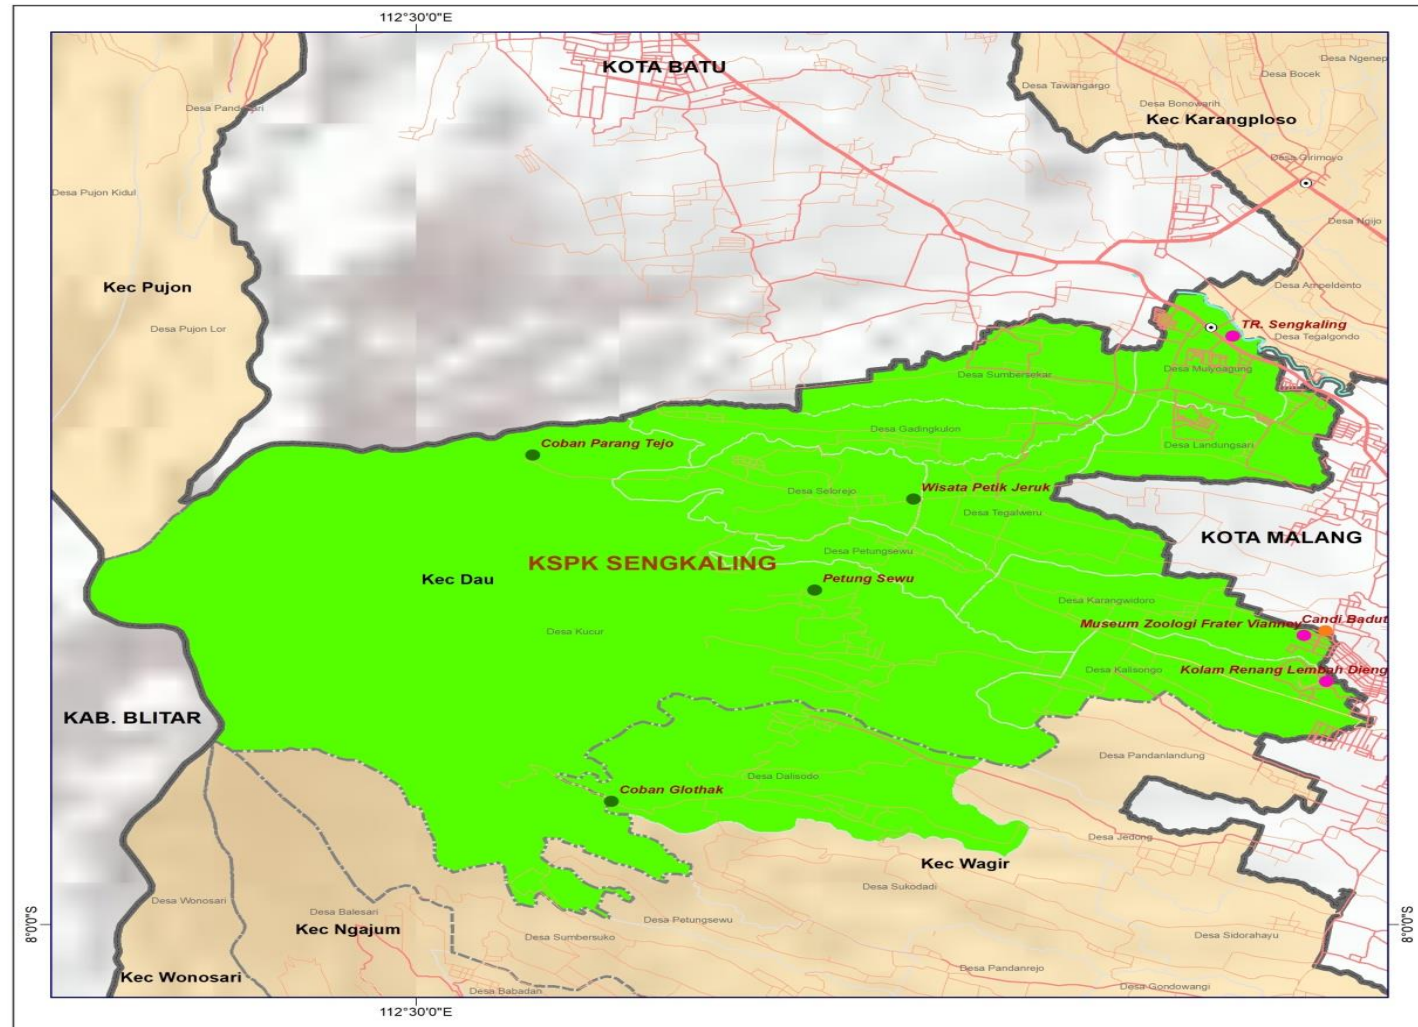 112°30'0"E
KOTA BATU
Desa Ngenep
Desa Bocek
Desa Tawangargo
Desa Pandesari
Desa Bonowarih
Kec Karangploso
Desa Girimoyo
Desa Pujon Kidul
Desa Ngijo
Kec Pujon
Desa Ampeldento
Desa Pujon Lor
TR. Sengkaling
Desa Tegalgondo
Desa Mulyoagung
Desa Sumbersekar
Desa Gadingkulon
Coban Parang Tejo
Desa Landungsari
Desa Selorejo
Wisata Petik Jeruk
Desa Tegalweru
KOTA MALANG
Desa Petungsewu
KSPK SENGKALING
Kec Dau
Petung Sewu
Desa Karangwidoro
Candi Badut
Museum Zoologi Frater Vianney
Desa Kucur
Kolam Renang Lembah Dieng
Desa Kalisongo
KAB. BLITAR
Desa Pandanlandung
Desa Dalisodo
Coban Glothak
Desa Jedong
Kec Wagir
Desa Sukodadi
Desa Wonosari
Desa Balesari
Desa Petungsewu
8°0'0"S
8°0'0"S
Kec Ngajum
Desa Sumbersuko
Desa Sidorahayu
Desa Pandanrejo
Kec Wonosari
Desa Babadan
Desa Gondowangi
112°30'0"E